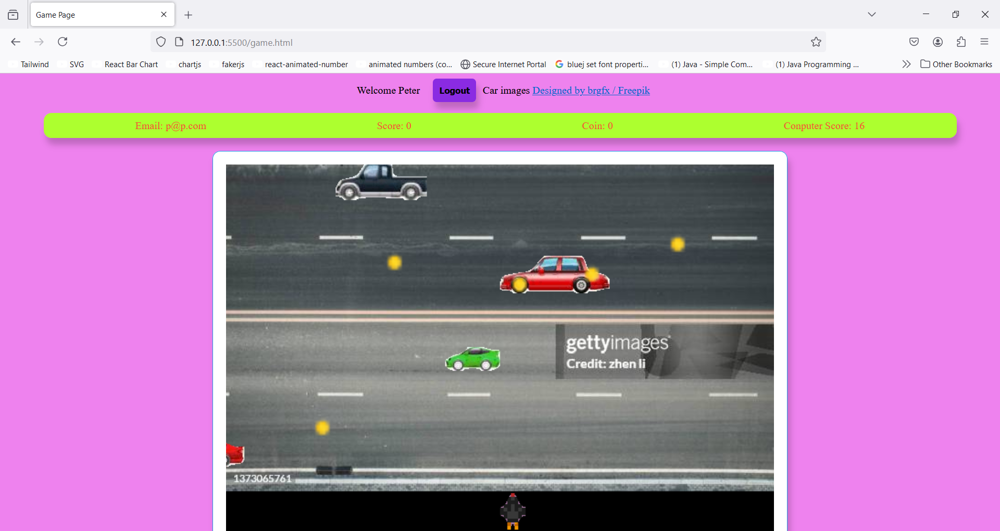 Game Page
127.0.0.1:5500/game.html
Tailwind SVG React Bar Chart chartjs fakerjs react-animated-number animated numbers (co... Secure Internet Portal bluej set font properti... (1) Java - Simple Com... (1) Java Programming ... Other Bookmarks
Welcome Peter Logout Car images Designed by brgfx / Freepik
Email: p@p.com Score: 0 Coin: 0 Conputer Score: 16
gettyimages
Credit: zhen li
1373065761